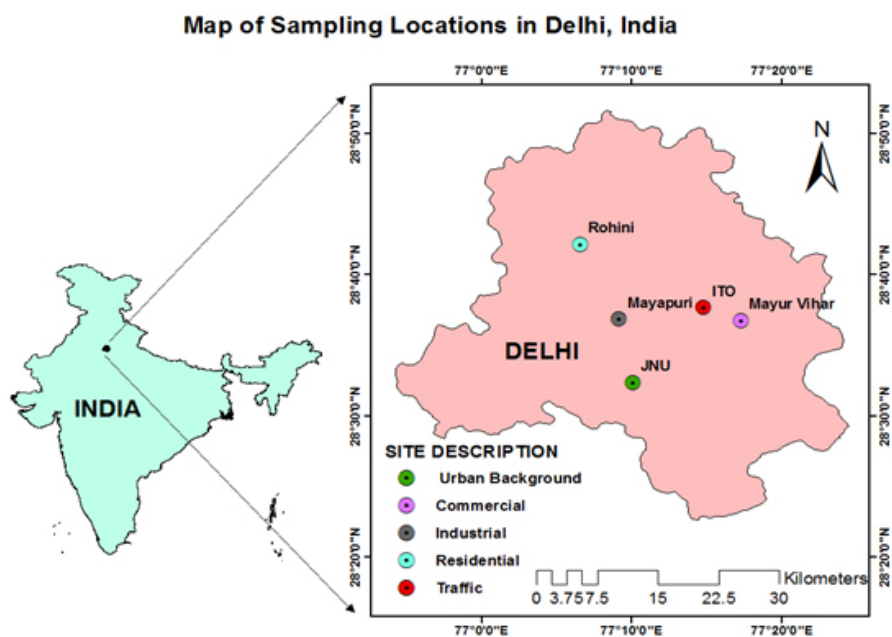 Map of Sampling Locations in Delhi, India
77°0'0"E 77°10'0"E 77°20'0"E
28°50'0"N
28°50'0"N
N
Rohini
28°40'0"N
28°40'0"N
ITO
Mayapuri
Mayur Vihar
DELHI
JNU
INDIA
28°30'0"N
28°30'0"N
SITE DESCRIPTION
Urban Background
Commercial
Industrial
Residential
Traffic
28°20'0"N
28°20'0"N
Kilometers
0 3.75 7.5 15 22.5 30
77°0'0"E 77°10'0"E 77°20'0"E